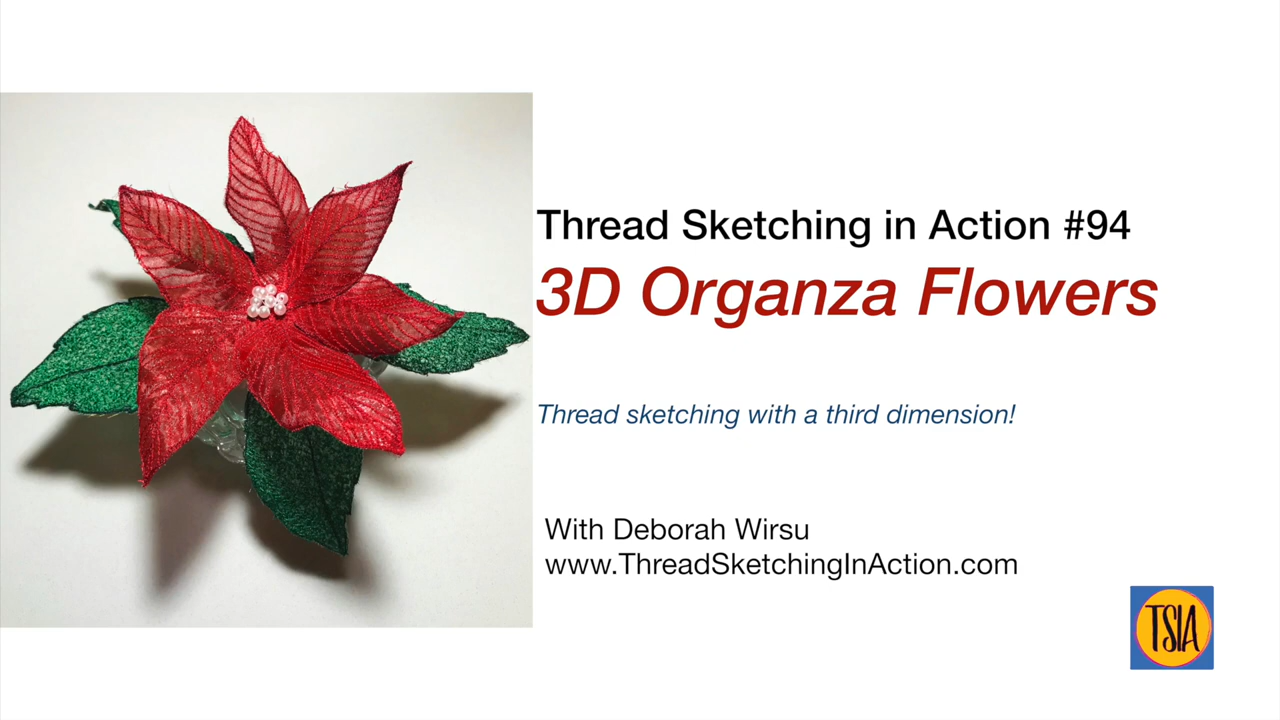 Thread Sketching in Action #94
3D Organza Flowers
Thread sketching with a third dimension!
With Deborah Wirsu
www.ThreadSketchingInAction.com
TSIA